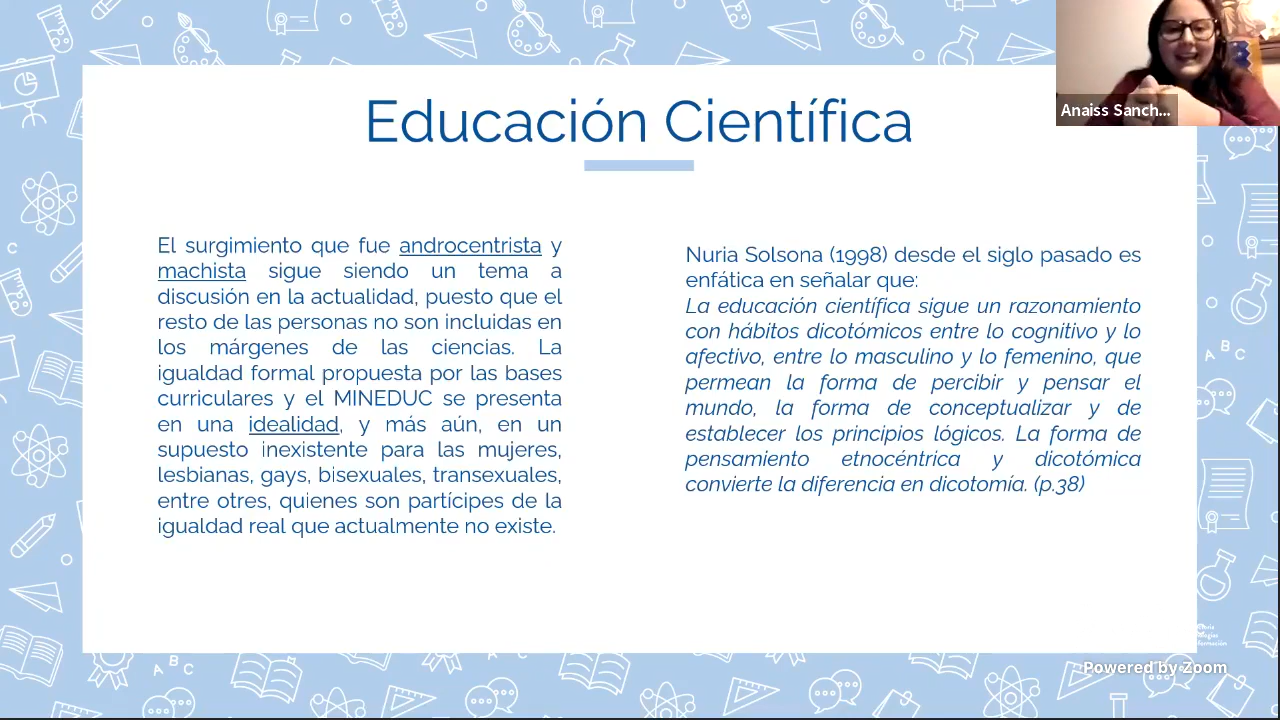 Educación Científica
Anaiss Sanch...
El surgimiento que fue androcentrista y
machista sigue siendo un tema a
discusión en la actualidad, puesto que el
resto de las personas no son incluidas en
los márgenes de las ciencias. La
igualdad formal propuesta por las bases
curriculares y el MINEDUC se presenta
en una idealidad, y más aún, en un
supuesto inexistente para las mujeres,
lesbianas, gays, bisexuales, transexuales,
entre otres, quienes son partícipes de la
igualdad real que actualmente no existe.
Nuria Solsona (1998) desde el siglo pasado es
enfática en señalar que:
La educación científica sigue un razonamiento
con hábitos dicotómicos entre lo cognitivo y lo
afectivo, entre lo masculino y lo femenino, que
permean la forma de percibir y pensar el
mundo, la forma de conceptualizar y de
establecer los principios lógicos. La forma de
pensamiento etnocéntrica y dicotómica
convierte la diferencia en dicotomía. (p.38)
A B C
A B C
A B C
Powered by Zoom